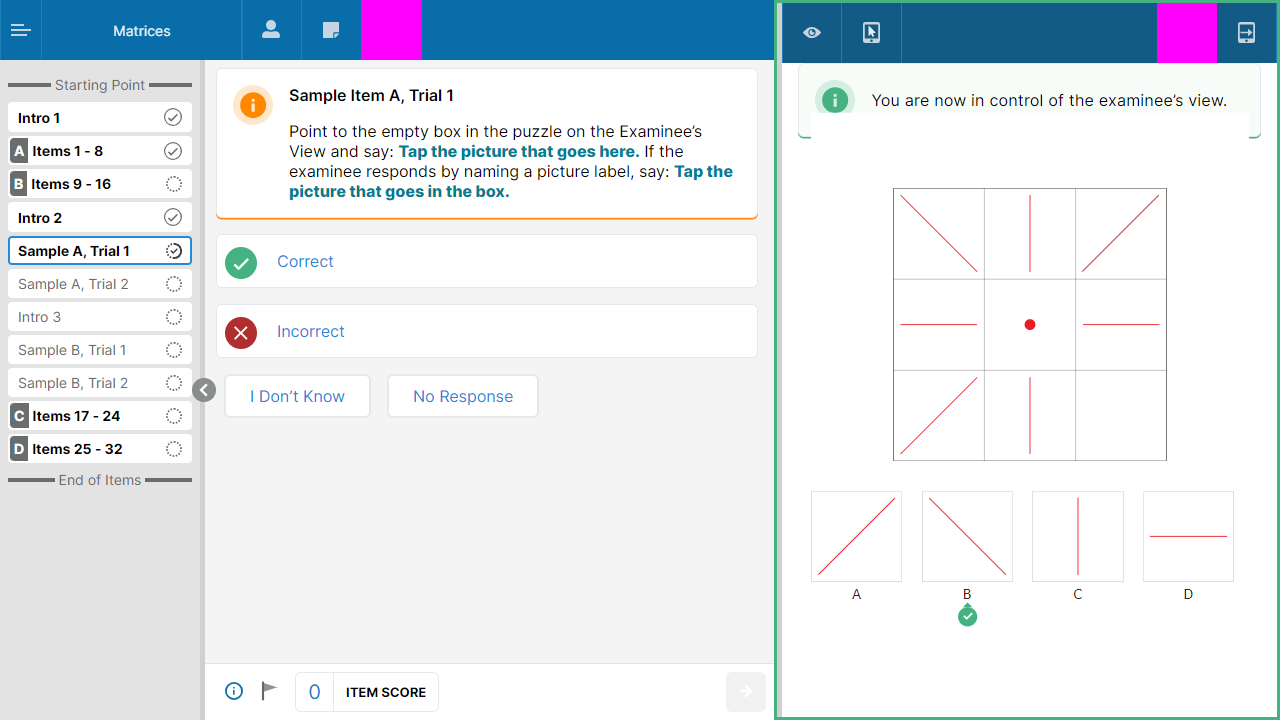 Matrices
Starting Point
Intro 1
A Items 1 - 8
B Items 9 - 16
Intro 2
Sample A, Trial 1
Sample A, Trial 2
Intro 3
Sample B, Trial 1
Sample B, Trial 2
C Items 17 - 24
D Items 25 - 32
End of Items
Sample Item A, Trial 1
Point to the empty box in the puzzle on the Examinee’s
View and say: Tap the picture that goes here. If the
examinee responds by naming a picture label, say: Tap the
picture that goes in the box.
Correct
Incorrect
I Don’t Know
No Response
0 ITEM SCORE
You are now in control of the examinee’s view.
A
B
C
D